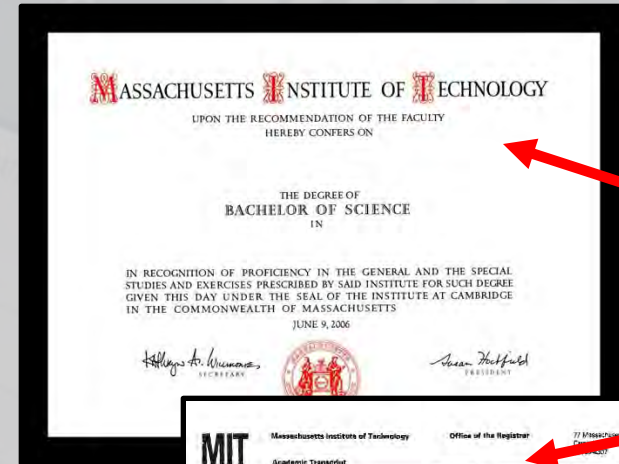 MASSACHUSETTS INSTITUTE OF TECHNOLOGY
UPON THE RECOMMENDATION OF THE FACULTY
HEREBY CONFERS ON
THE DEGREE OF
BACHELOR OF SCIENCE
IN
IN RECOGNITION OF PROFICIENCY IN THE GENERAL AND THE SPECIAL
STUDIES AND EXERCISES PRESCRIBED BY SAID INSTITUTE FOR SUCH DEGREE
GIVEN THIS DAY UNDER THE SEAL OF THE INSTITUTE AT CAMBRIDGE
IN THE COMMONWEALTH OF MASSACHUSETTS
JUNE 9, 2006
Susan Hockfield
SECRETARY PRESIDENT
MIT Massachusetts Institute of Technology Office of the Registrar
Academic Transcript